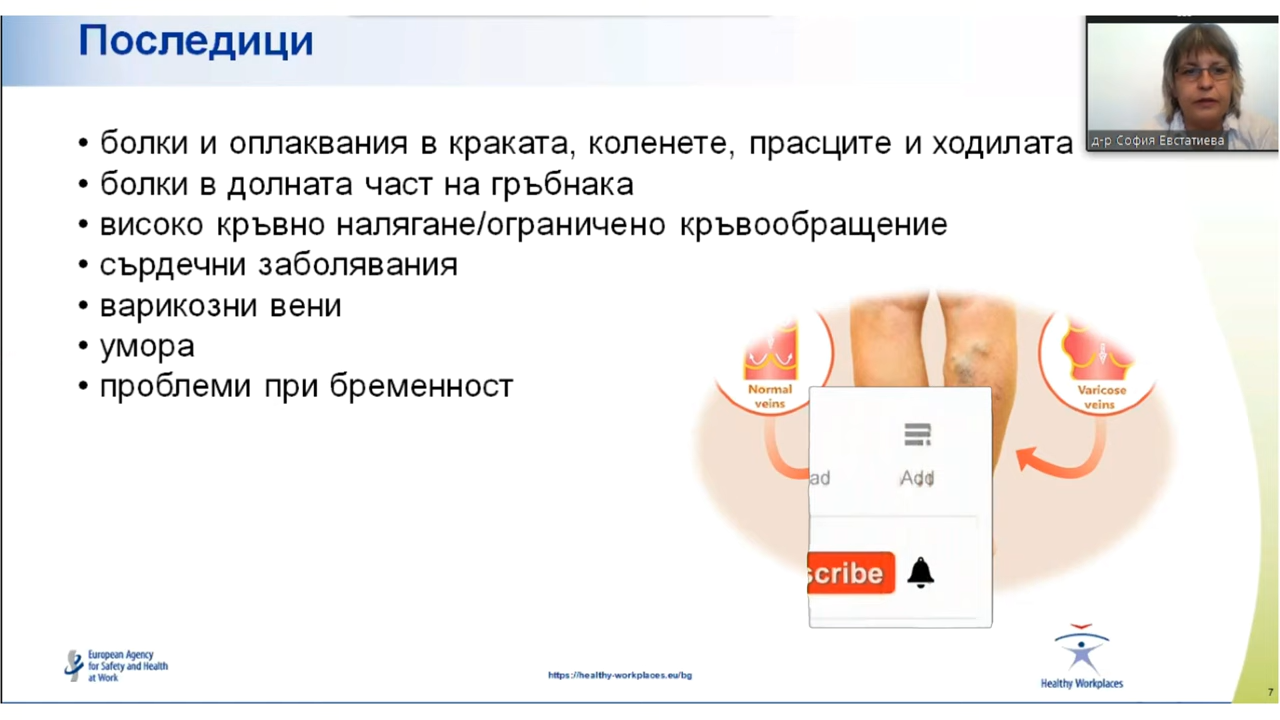 Последици
д-р София Евстатиева
• болки и оплаквания в краката, коленете, прасците и ходилата
• болки в долната част на гръбнака
• високо кръвно налягане/ограничено кръвообращение
• сърдечни заболявания
• варикозни вени
• умора
• проблеми при бременност
Normal
veins
Varicose
veins
ad
Add
scribe
European Agency
for Safety and Health
at Work
https://healthy-workplaces.eu/bg
Healthy Workplaces
7